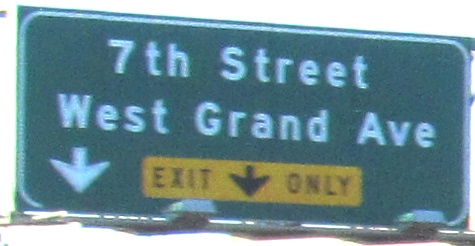 7th Street
West Grand Ave
EXIT ONLY